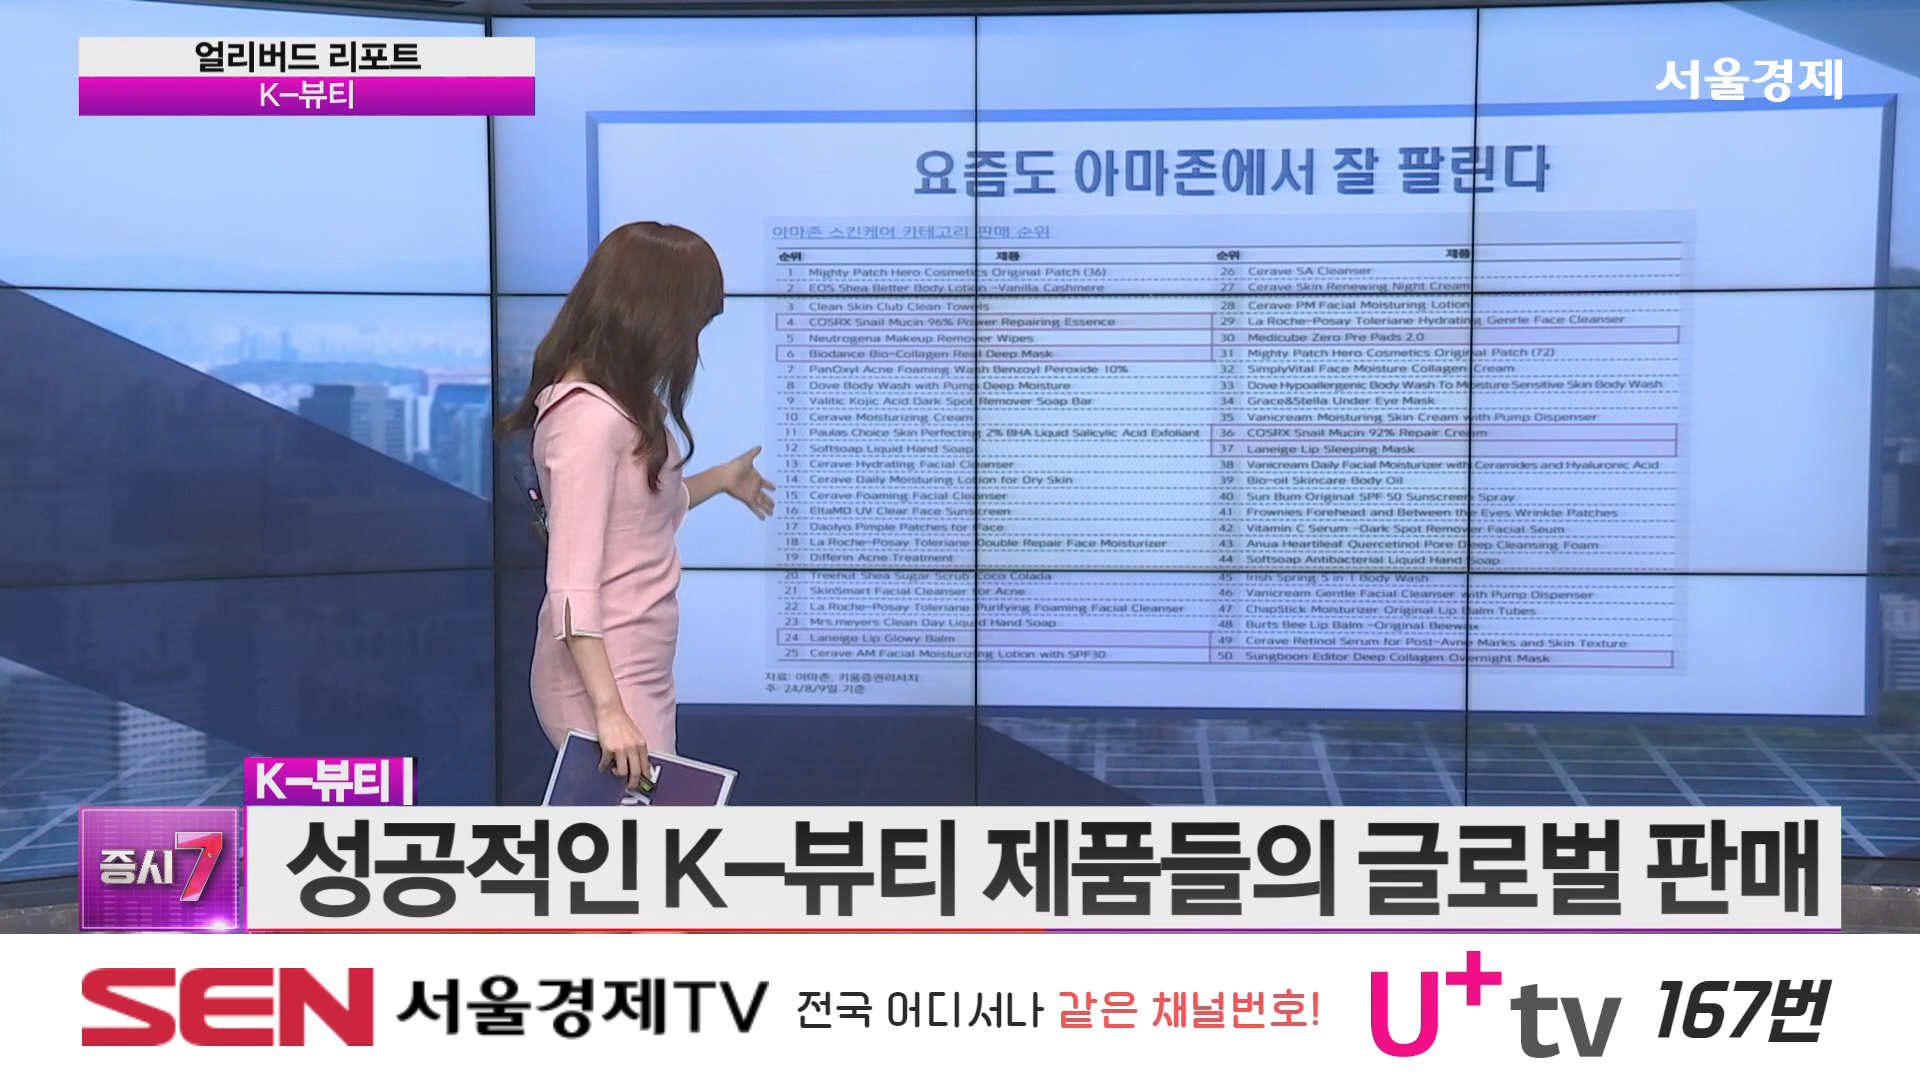 얼리버드 리포트
K-뷰티
서울경제
요즘도 아마존에서 잘 팔린다
아마존 스킨케어 카테고리 판매 순위
순위 제품
1 Mighty Patch Hero Cosmetics Original Patch (36)
2 EOS Shea Better Body Lotion -Vanilla Cashmere
3 Clean Skin Club Clean Towels
4 COSRX Snail Mucin 96% Power Repairing Essence
5 Neutrogena Makeup Remover Wipes
6 Biodance Bio-Collagen Real Deep Mask
7 PanOxyl Acne Foaming Wash Benzoyl Peroxide 10%
8 Dove Body Wash with Pump Deep Moisture
9 Valitic Kojic Acid Dark Spot Remover Soap Bar
10 Cerave Moisturizing Cream
11 Paulas Choice Skin Perfecting 2% BHA Liquid Salicylic Acid Exfoliant
12 Softsoap Liquid Hand Soap
13 Cerave Hydrating Facial Cleanser
14 Cerave Daily Moisturing Lotion for Dry Skin
15 Cerave Foaming Facial Cleanser
16 EltaMD UV Clear Face Sunscreen
17 Daolyo Pimple Patches for Face
18 La Roche-Posay Toleriane Double Repair Face Moisturizer
19 Differin Acne Treatment
20 Treehut Shea Sugar Scrub Coco Colada
21 SkinSmart Facial Cleanser for Acne
22 La Roche-Posay Toleriane Purifying Foaming Facial Cleanser
23 Mrs.meyers Clean Day Liquid Hand Soap
24 Laneige Lip Glowy Balm
25 Cerave AM Facial Moisturizing Lotion with SPF30
순위 제품
26 Cerave SA Cleanser
27 Cerave Skin Renewing Night Cream
28 Cerave PM Facial Moisturing Lotion
29 La Roche-Posay Toleriane Hydrating Genrle Face Cleanser
30 Medicube Zero Pre Pads 2.0
31 Mighty Patch Hero Cosmetics Original Patch (72)
32 SimplyVital Face Moisture Collagen Cream
33 Dove Hypoallergenic Body Wash To Moisture Sensitive Skin Body Wash
34 Grace&Stella Under Eye Mask
35 Vanicream Moisturing Skin Cream with Pump Dispenser
36 COSRX Snail Mucin 92% Repair Cream
37 Laneige Lip Sleeping Mask
38 Vanicream Daily Facial Moisturizer with Ceramides and Hyaluronic Acid
39 Bio-oil Skincare Body Oil
40 Sun Bum Original SPF 50 Sunscreen Spray
41 Frownies Forehead and Between the Eyes Wrinkle Patches
42 Vitamin C Serum -Dark Spot Remover Facial Seum
43 Anua Heartileaf Quercetinol Pore Deep Cleansing Foam
44 Softsoap Antibacterial Liquid Hand Soap
45 Irish Spring 5 in 1 Body Wash
46 Vanicream Gentle Facial Cleanser with Pump Dispenser
47 ChapStick Moisturizer Original Lip Balm Tubes
48 Burts Bee Lip Balm -Original Beewax
49 Cerave Retinol Serum for Post-Avne Marks and Skin Texture
50 Sungboon Editor Deep Collagen Overnight Mask
자료: 아마존, 키움증권리서치
주: 24/8/9일 기준
K-뷰티
증시7
성공적인 K-뷰티 제품들의 글로벌 판매
SEN 서울경제TV 전국 어디서나 같은 채널번호! U+tv 167번